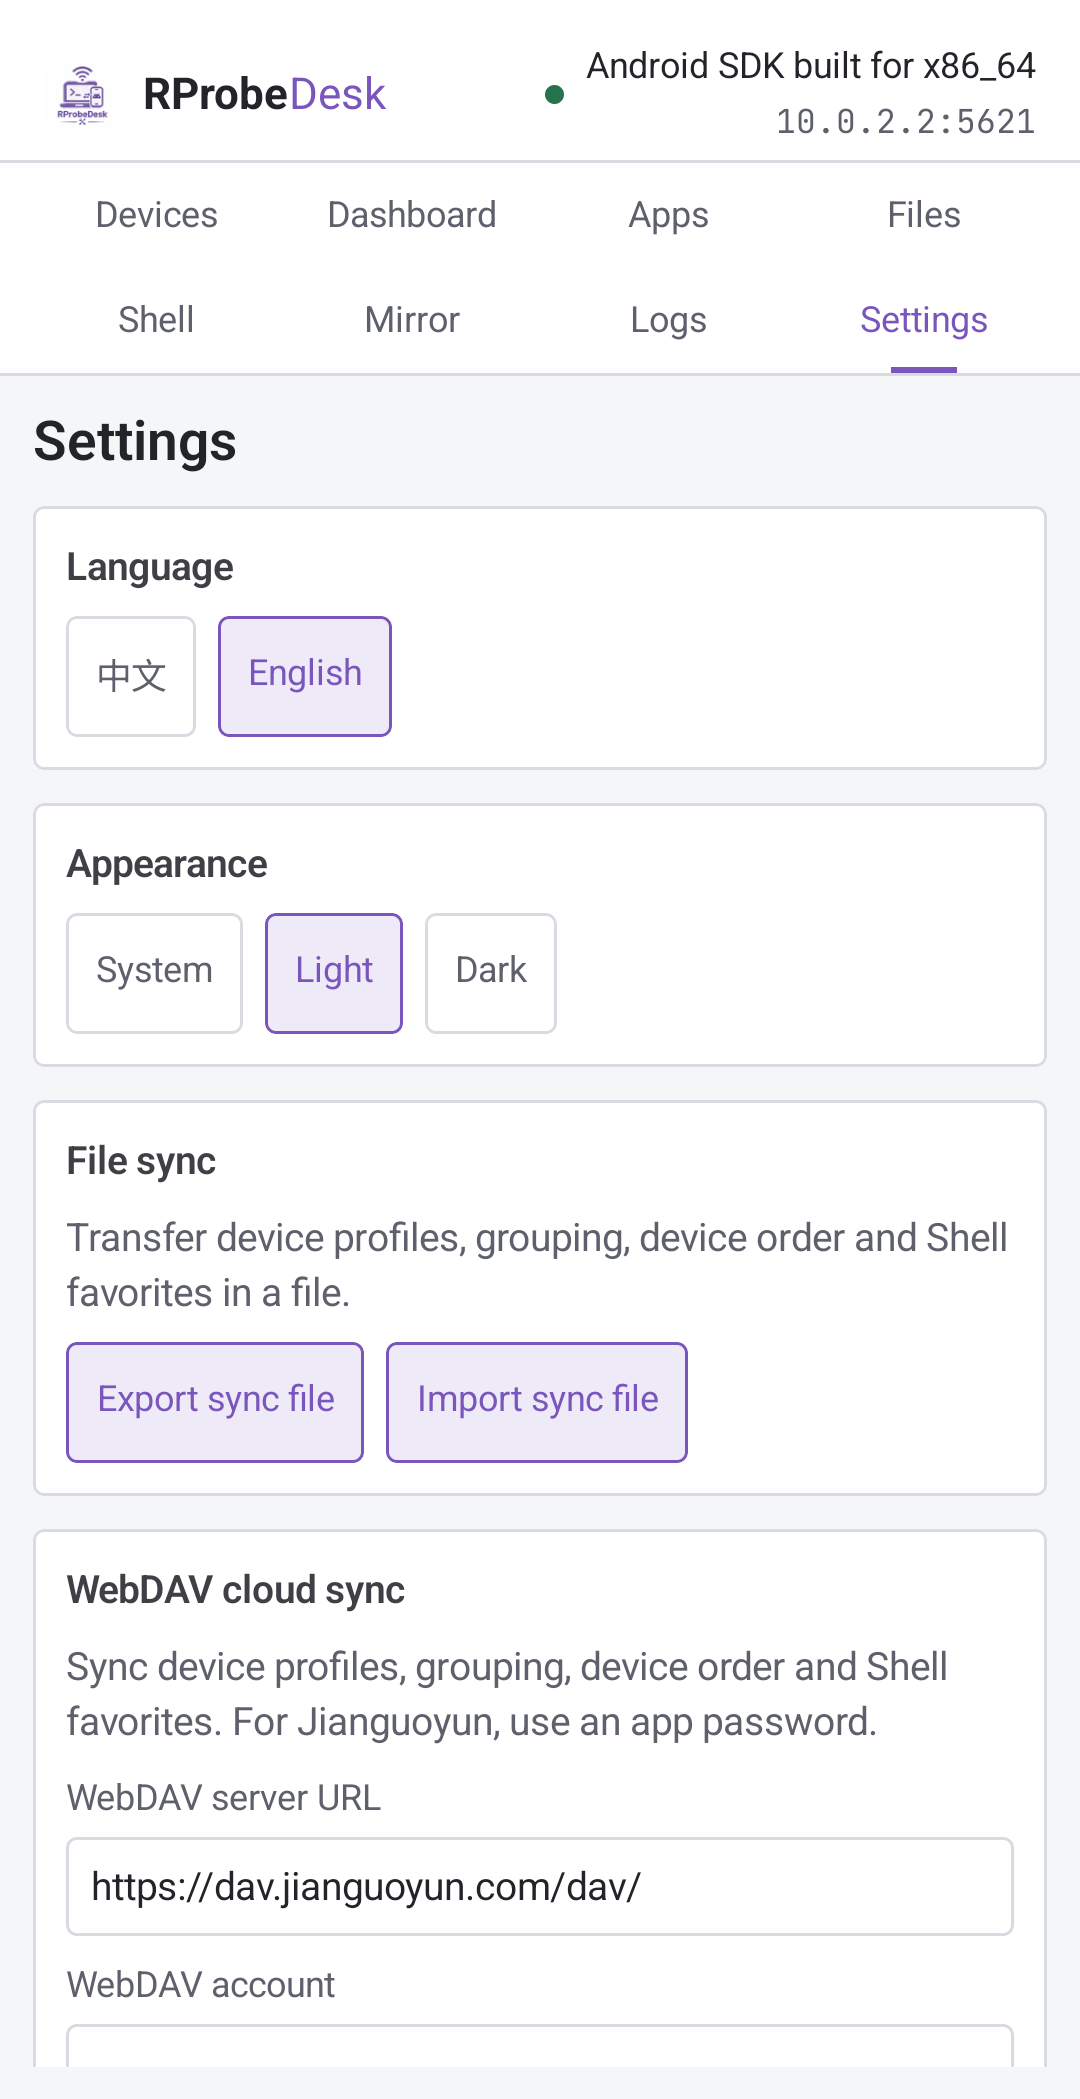 RProbeDesk
RProbeDesk
Android SDK built for x86_64
10.0.2.2:5621
Devices
Dashboard
Apps
Files
Shell
Mirror
Logs
Settings
Settings
Language
中文
English
Appearance
System
Light
Dark
File sync
Transfer device profiles, grouping, device order and Shell
favorites in a file.
Export sync file
Import sync file
WebDAV cloud sync
Sync device profiles, grouping, device order and Shell
favorites. For Jianguoyun, use an app password.
WebDAV server URL
https://dav.jianguoyun.com/dav/
WebDAV account